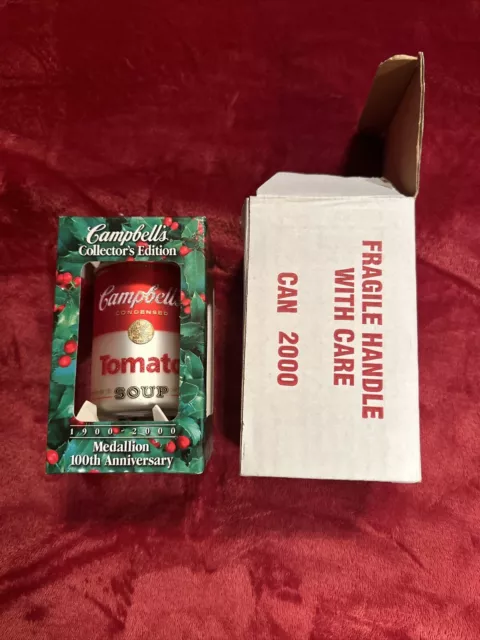 Campbell's
Collector's Edition
Campbell's
CONDENSED
Tomato
SOUP
1900-2000
Medallion
100th Anniversary
FRAGILE HANDLE
WITH CARE
CAN 2000